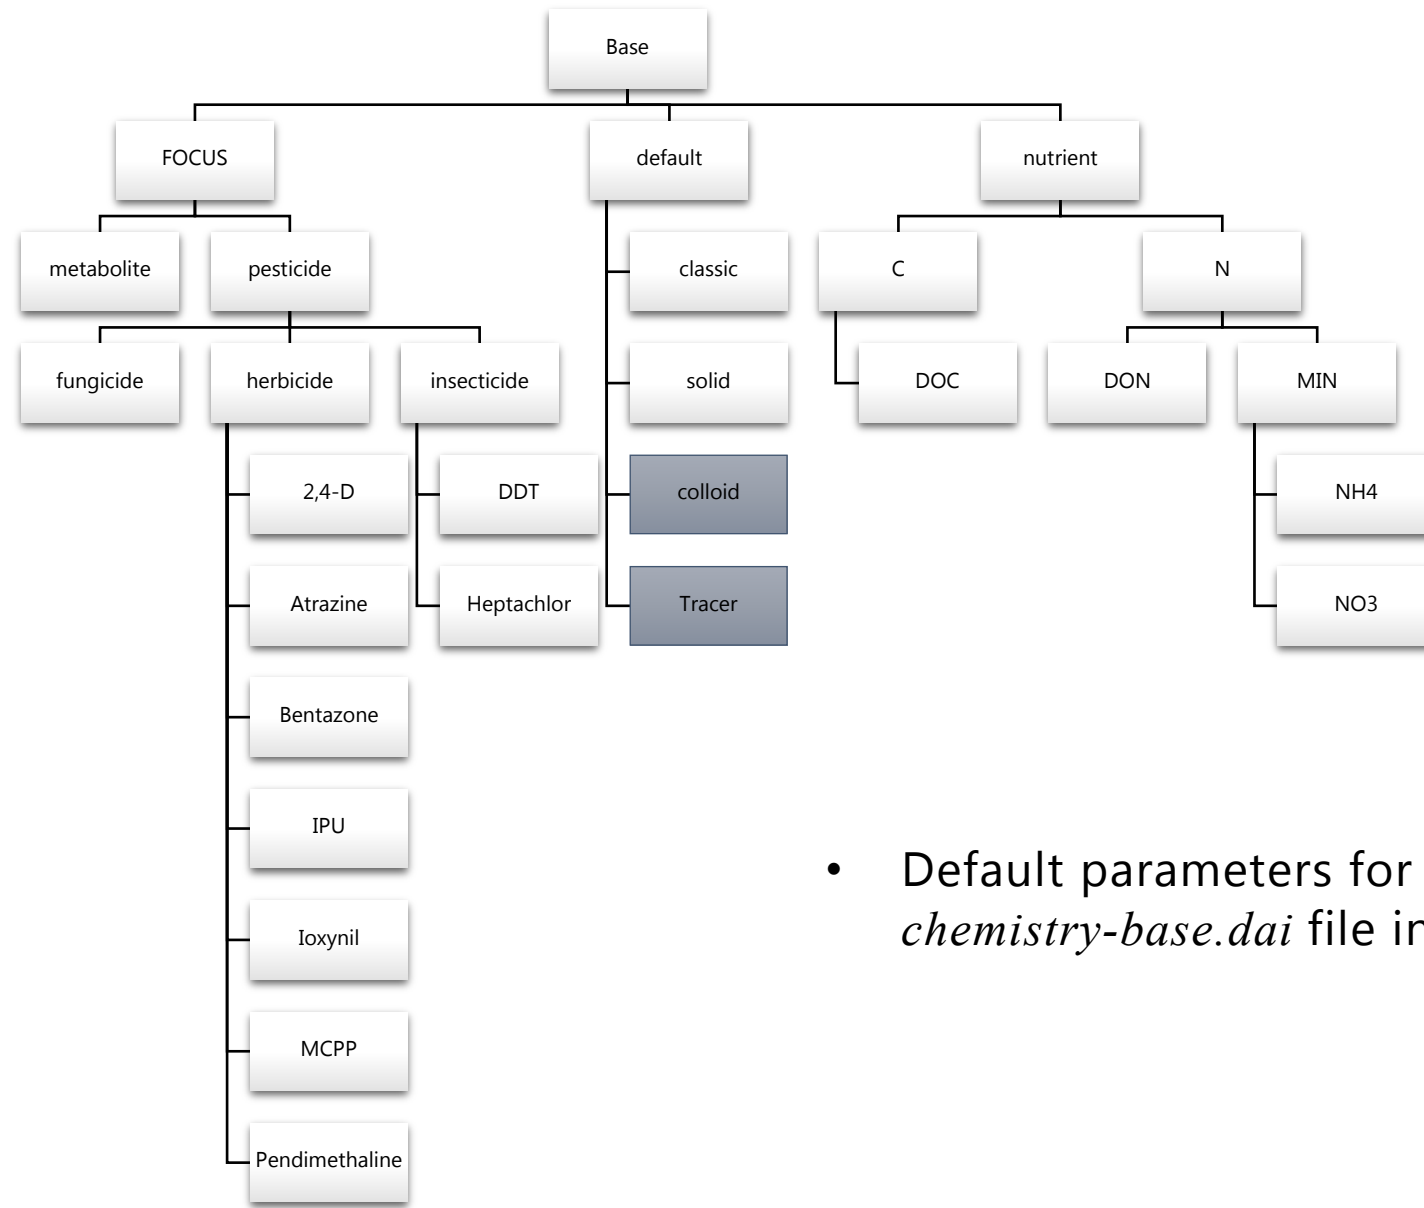 Base
FOCUS
default
nutrient
metabolite
pesticide
classic
C
N
fungicide
herbicide
insecticide
solid
DOC
DON
MIN
2,4-D
DDT
colloid
NH4
Atrazine
Heptachlor
Tracer
NO3
Bentazone
IPU
• Default parameters for
chemistry-base.dai file in
Ioxynil
MCPP
Pendimethaline